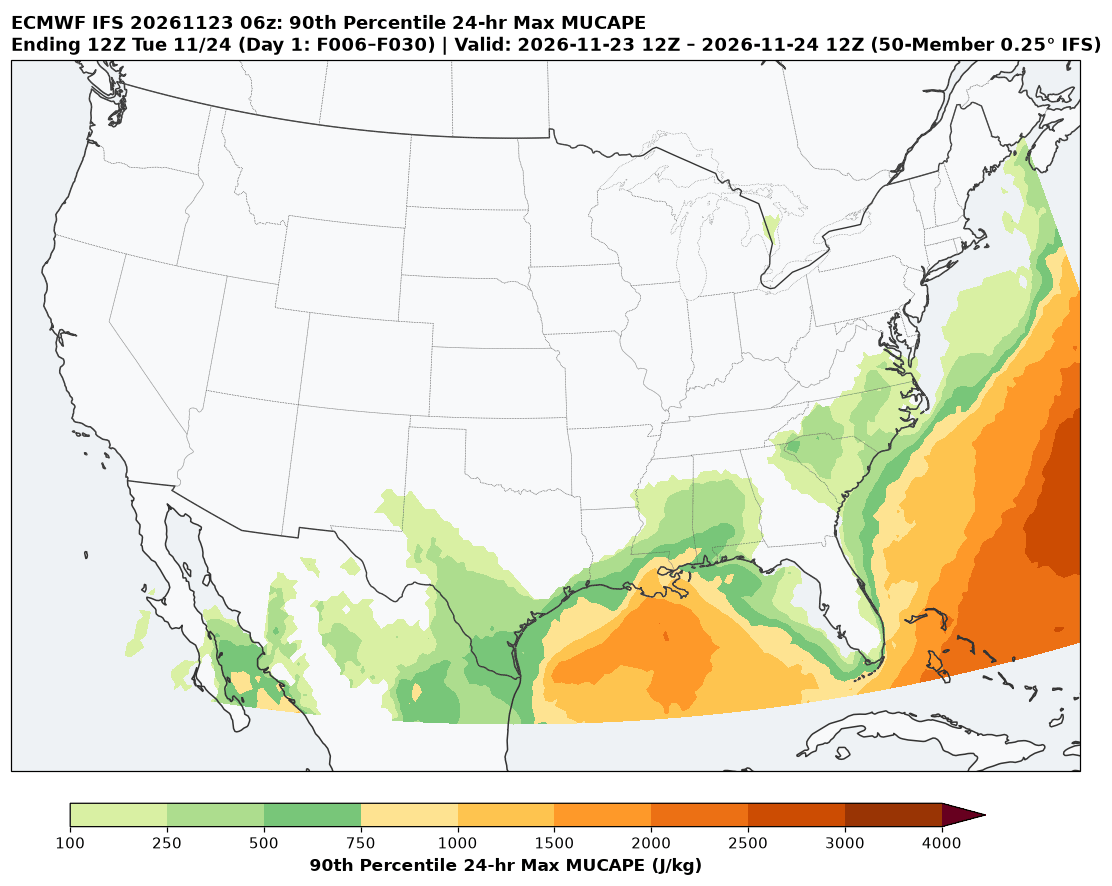 ECMWF IFS 20261123 06z: 90th Percentile 24-hr Max MUCAPE
Ending 12Z Tue 11/24 (Day 1: F006–F030) | Valid: 2026-11-23 12Z – 2026-11-24 12Z (50-Member 0.25° IFS)
100 250 500 750 1000 1500 2000 2500 3000 4000
90th Percentile 24-hr Max MUCAPE (J/kg)